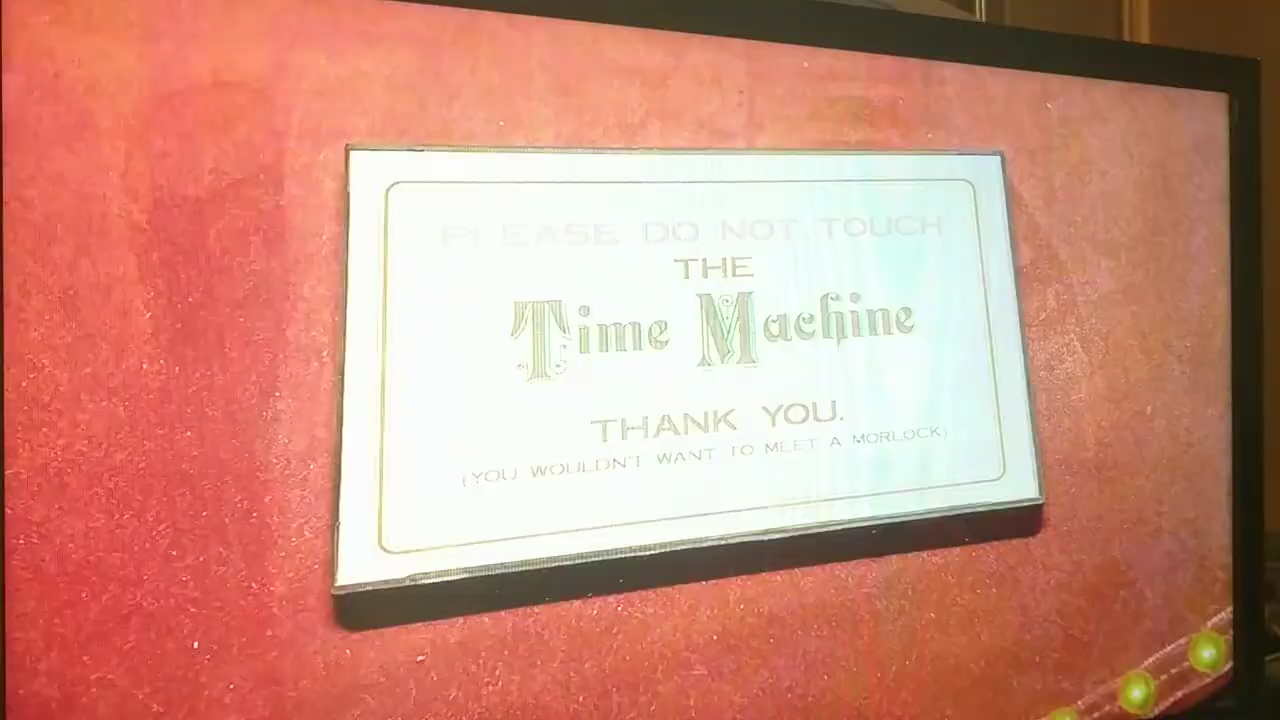 PLEASE DO NOT TOUCH
THE
Time Machine
THANK YOU.
(YOU WOULDN'T WANT TO MEET A MORLOCK)